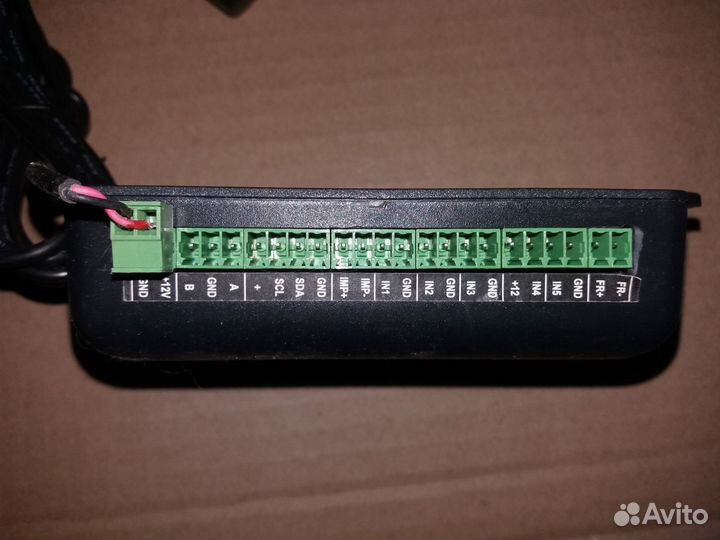 GND +12V B GND A + SCL SDA GND IMP+ IMP- IN1 GND IN2 GND IN3 GND +12 IN4 IN5 GND FR+ FR-
Avito